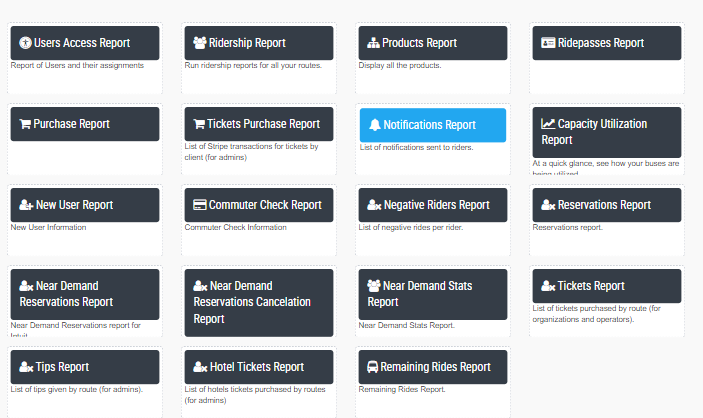 Users Access Report
Report of Users and their assignments
Ridership Report
Run ridership reports for all your routes.
Products Report
Display all the products.
Ridepasses Report
Purchase Report
Tickets Purchase Report
List of Stripe transactions for tickets by
client (for admins)
Notifications Report
List of notifications sent to riders.
Capacity Utilization
Report
At a quick glance, see how your buses are
being utilized
New User Report
New User Information
Commuter Check Report
Commuter Check Information
Negative Riders Report
List of negative rides per rider.
Reservations Report
Reservations report.
Near Demand
Reservations Report
Near Demand Reservations report for
Intuit
Near Demand
Reservations Cancelation
Report
Near Demand Stats
Report
Near Demand Stats Report.
Tickets Report
List of tickets purchased by route (for
organizations and operators).
Tips Report
List of tips given by route (for admins).
Hotel Tickets Report
List of hotels tickets purchased by routes
(for admins)
Remaining Rides Report
Remaining Rides Report.